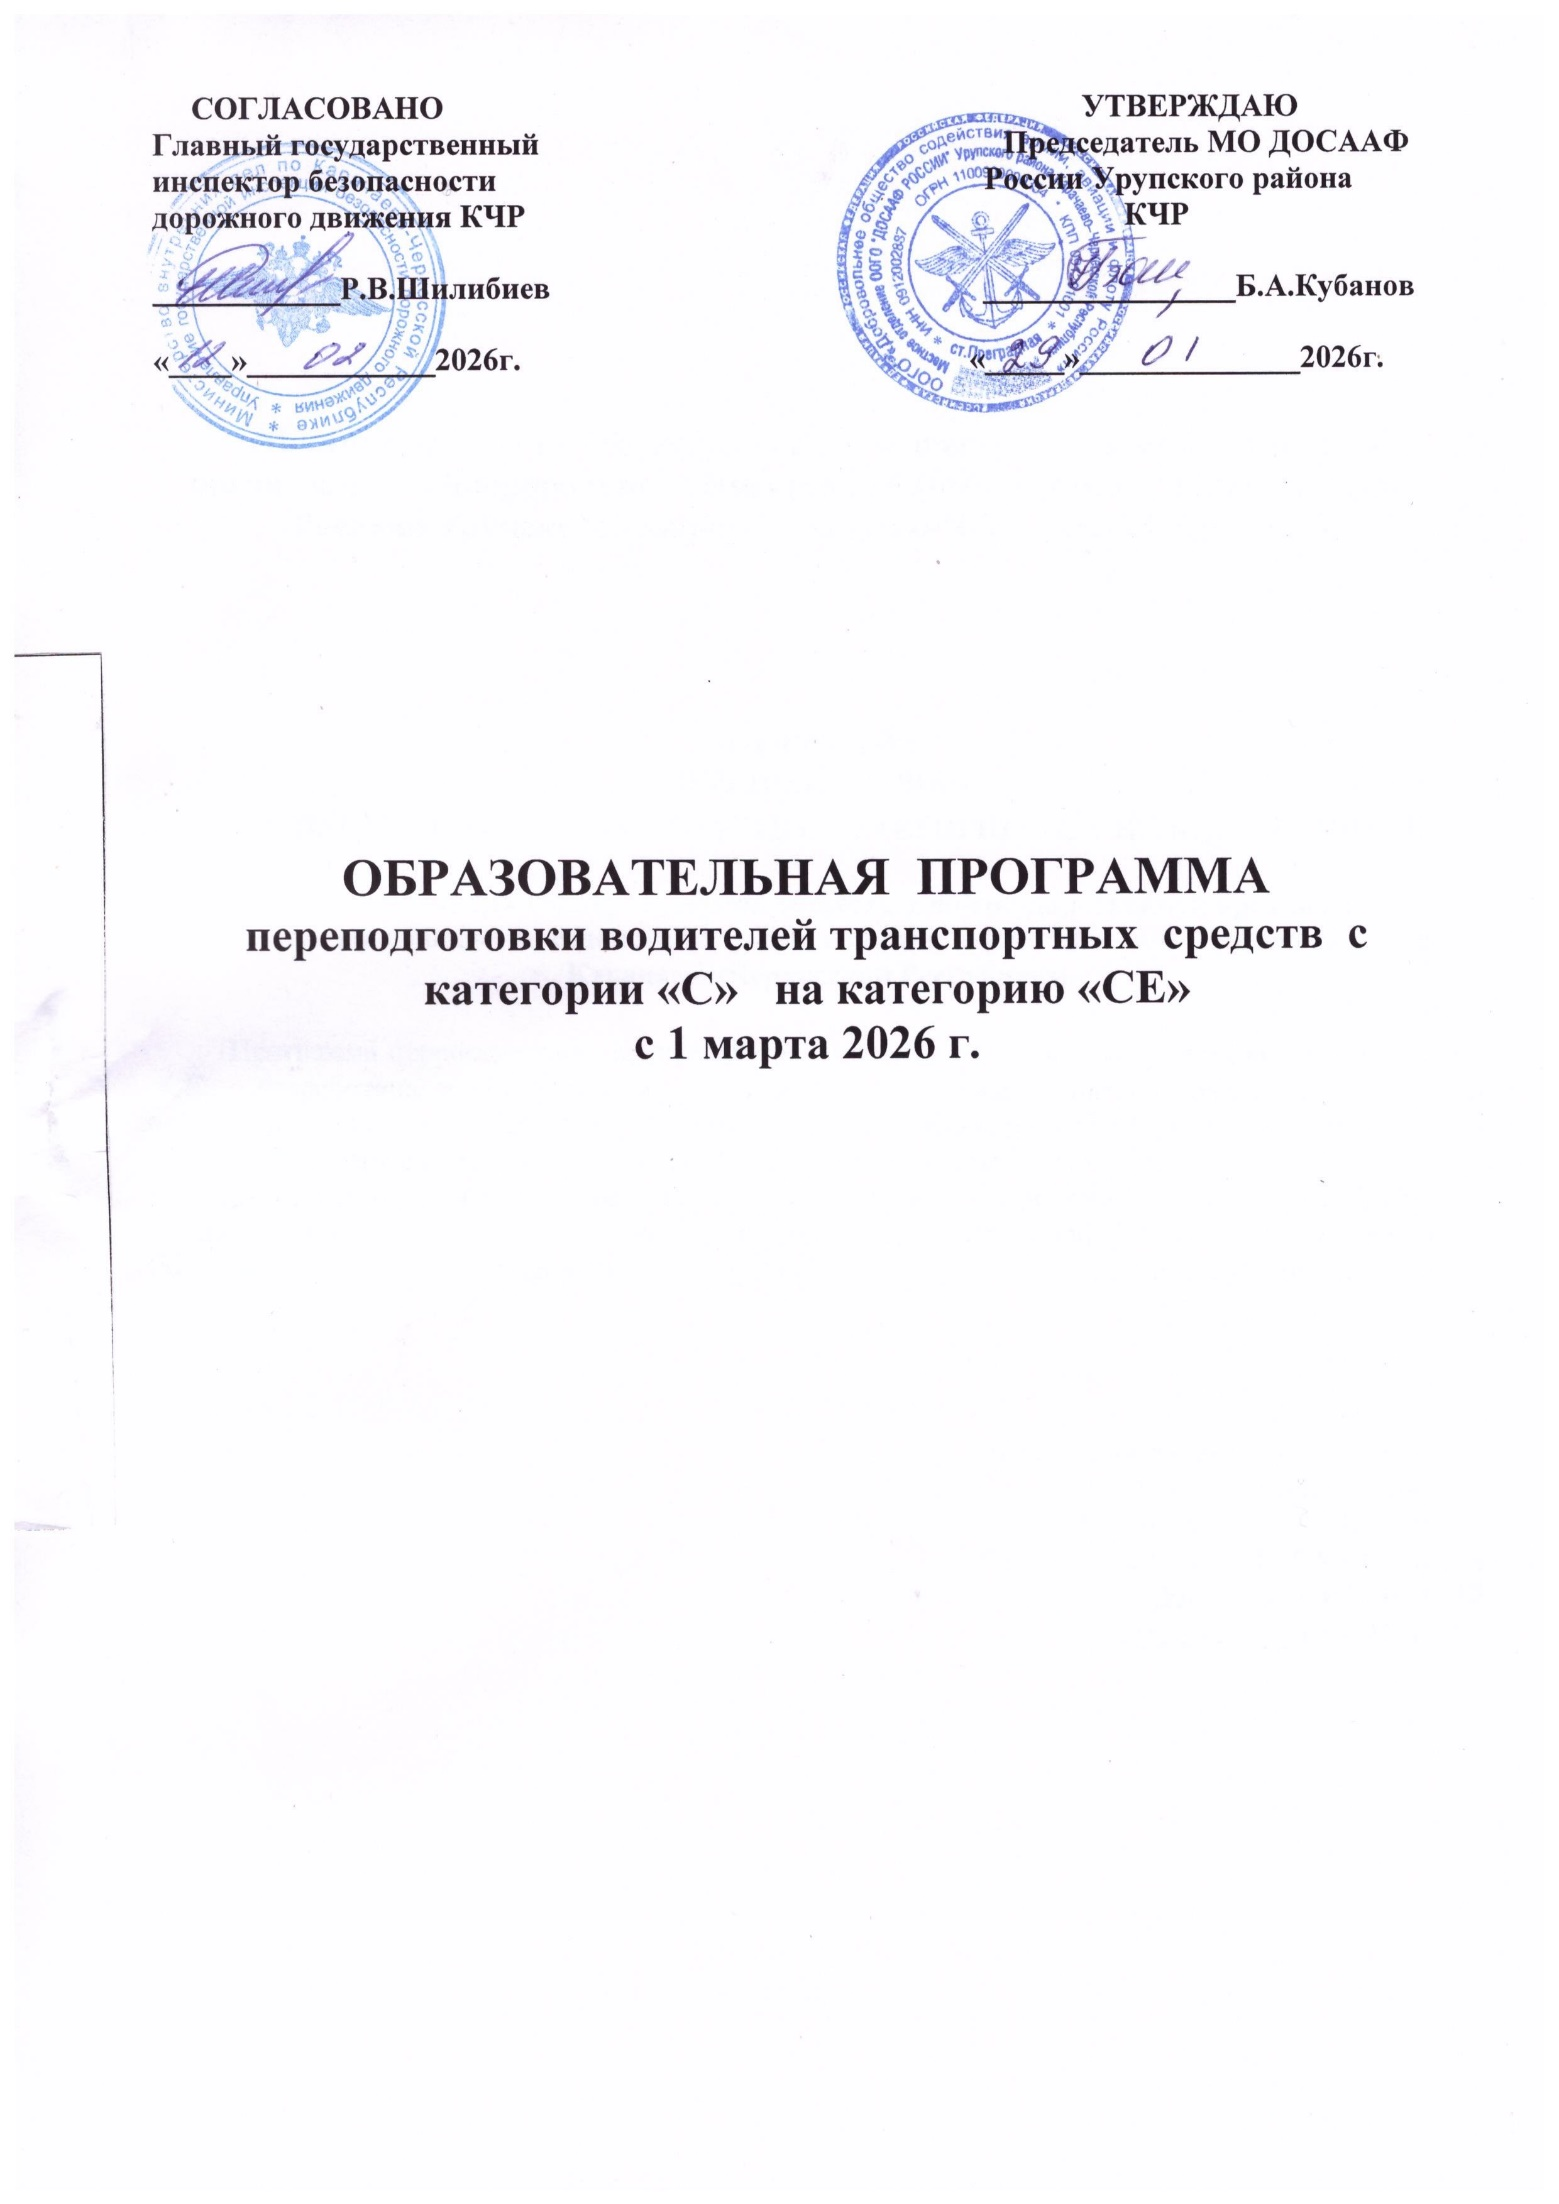 СОГЛАСОВАНО
Главный государственный
инспектор безопасности
дорожного движения КЧР
Р.В.Шилибиев
«12» 02 2026г.
УТВЕРЖДАЮ
Председатель МО ДОСААФ
России Урупского района
КЧР
Б.А.Кубанов
«29» 01 2026г.
ОБРАЗОВАТЕЛЬНАЯ ПРОГРАММА
переподготовки водителей транспортных средств с
категории «С» на категорию «СЕ»
с 1 марта 2026 г.